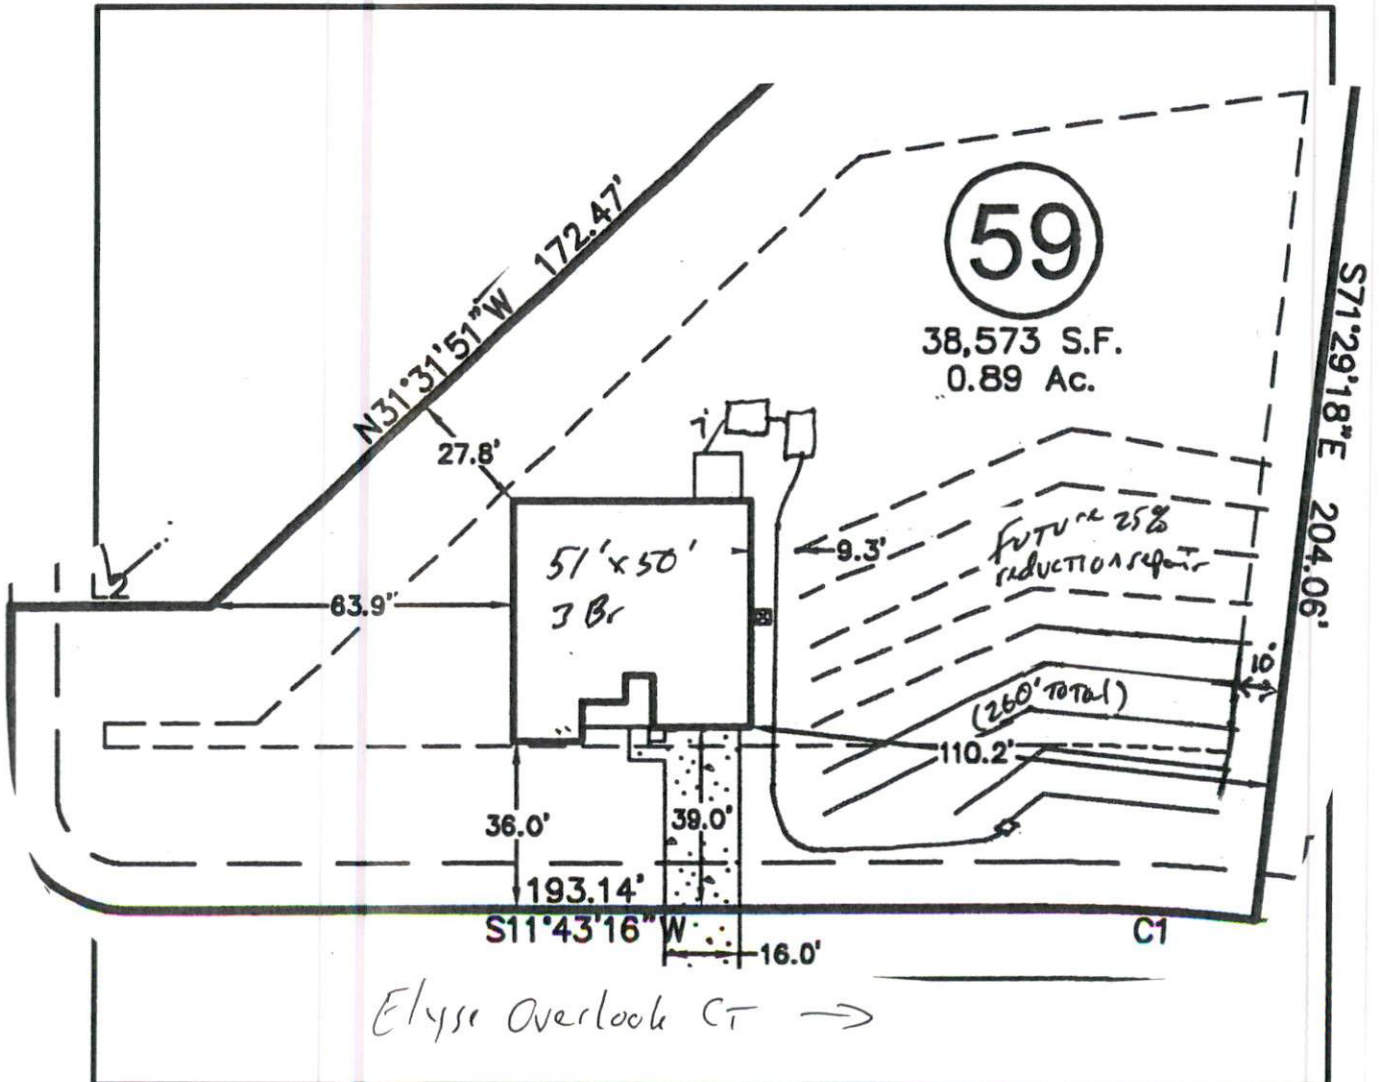 59
38,573 S.F.
0.89 Ac.
N31°31'51"W 172.47'
S71°29'18"E 204.06'
27.8'
7'
51'x50'
3 Br
9.3'
FUTURE 25%
reduction repair
L2
63.9"
10'
(260' Total)
110.2'
36.0'
39.0'
193.14'
S11°43'16"W
C1
16.0'
Elyse Overlook CT →